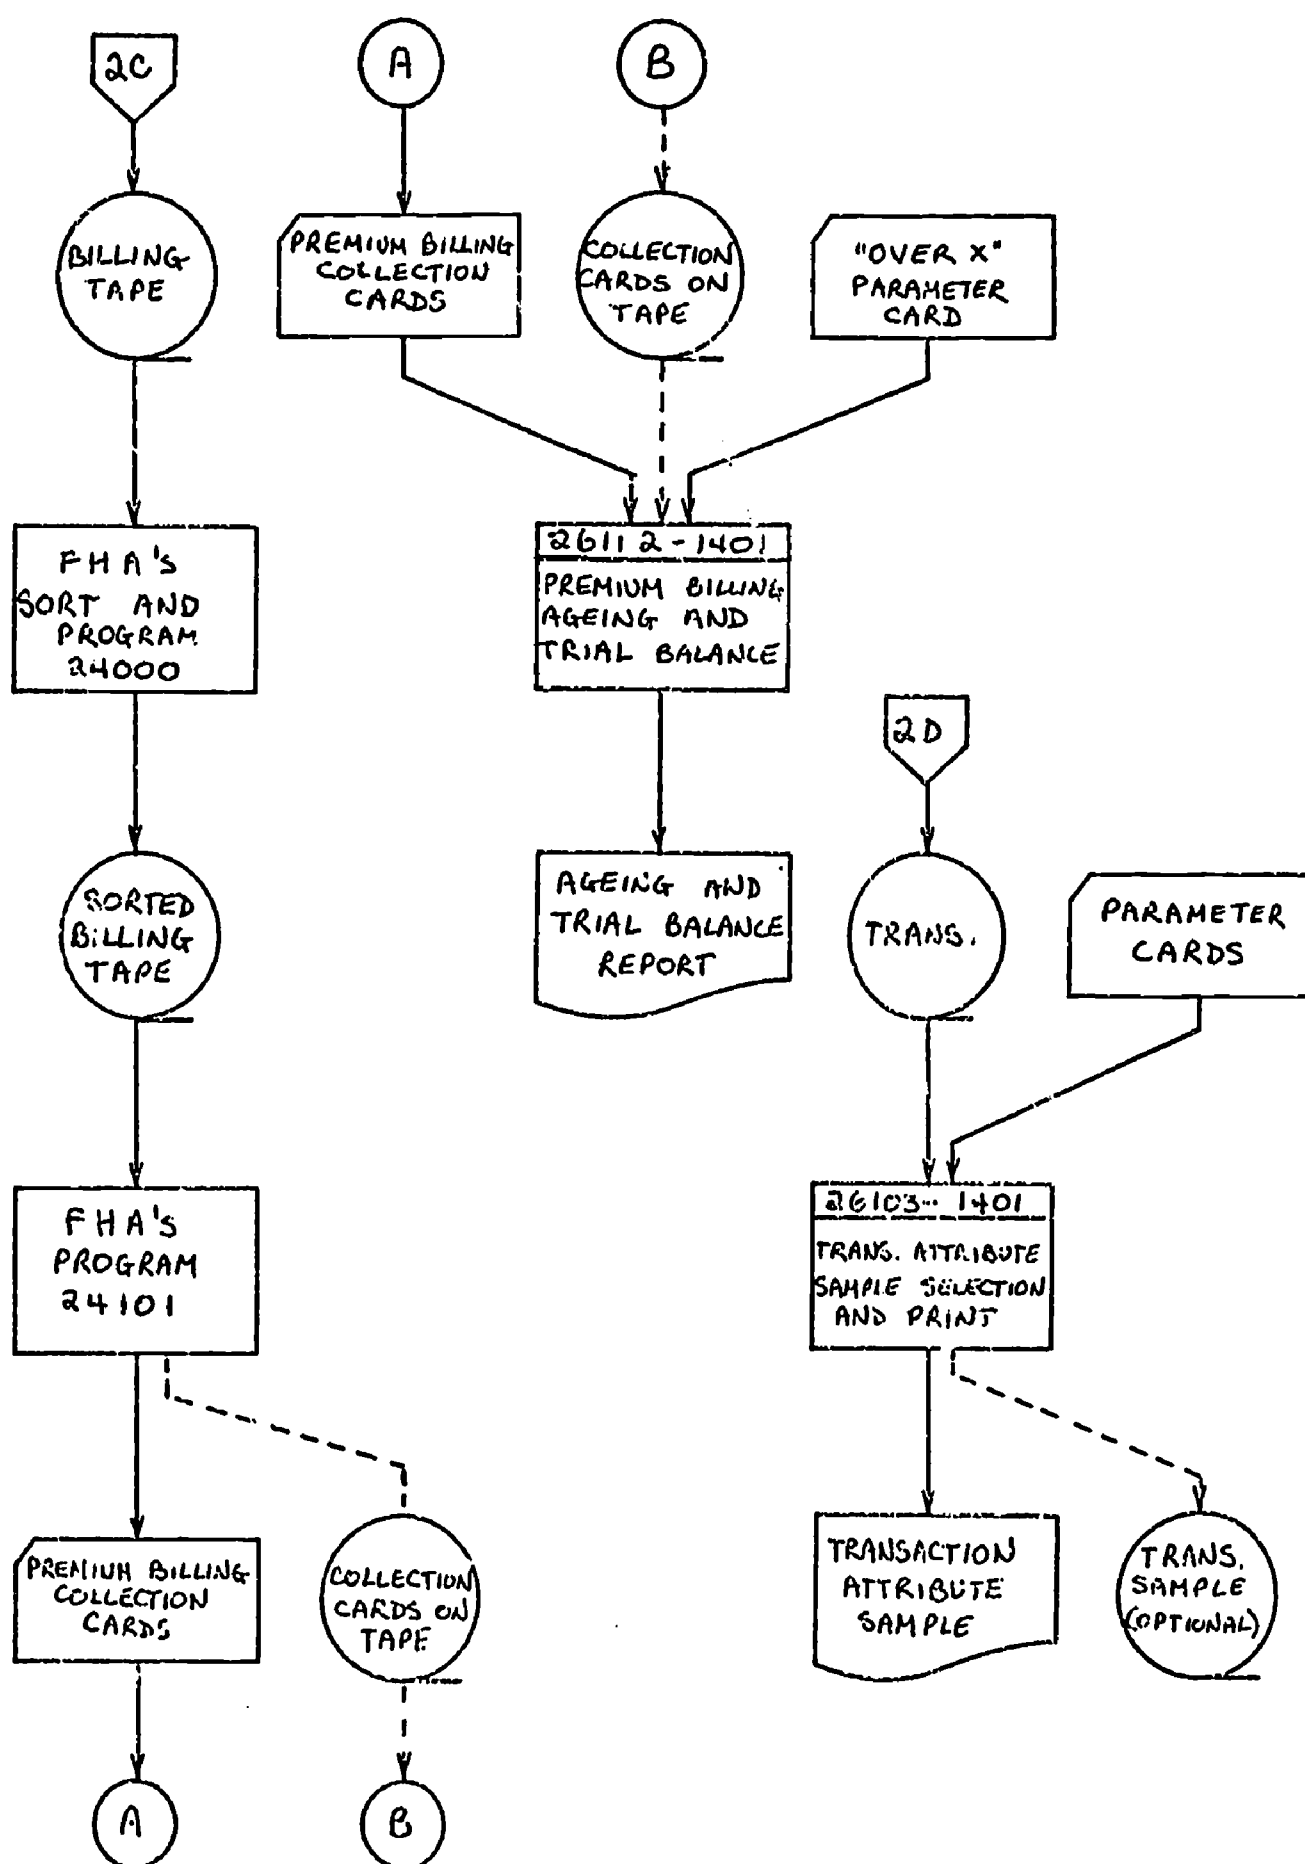 2C
A
B
BILLING
TAPE
PREMIUM BILLING
COLLECTION
CARDS
COLLECTION
CARDS ON
TAPE
"OVER X"
PARAMETER
CARD
FHA's
SORT AND
PROGRAM
24000
26112-1401
PREMIUM BILLING
AGEING AND
TRIAL BALANCE
2D
SORTED
BILLING
TAPE
AGEING AND
TRIAL BALANCE
REPORT
TRANS.
PARAMETER
CARDS
FHA's
PROGRAM
24101
26103-1401
TRANS. ATTRIBUTE
SAMPLE SELECTION
AND PRINT
PREMIUM BILLING
COLLECTION
CARDS
COLLECTION
CARDS ON
TAPE
TRANSACTION
ATTRIBUTE
SAMPLE
TRANS.
SAMPLE
(OPTIONAL)
A
B